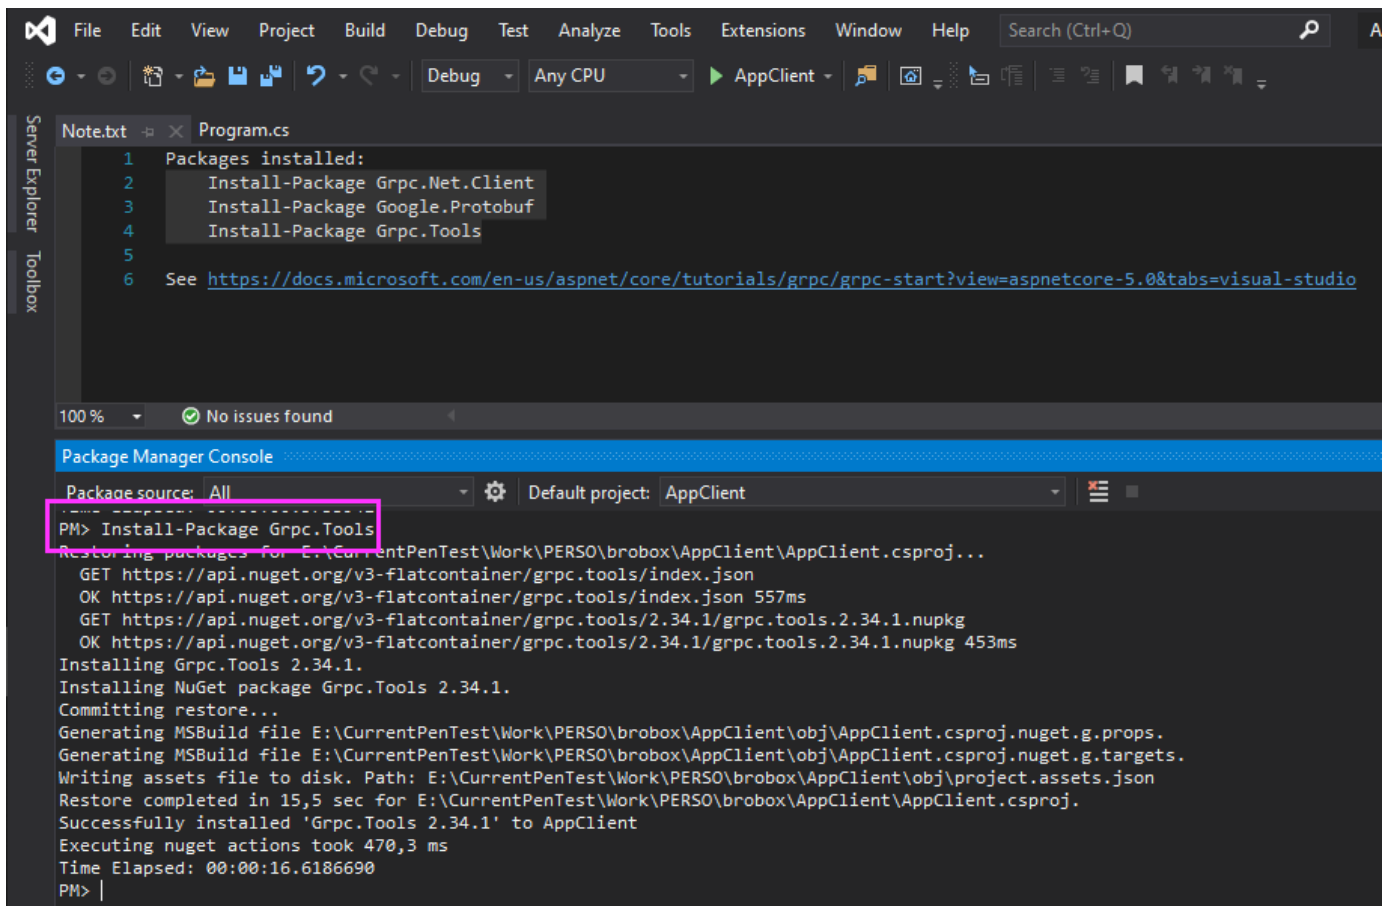 File Edit View Project Build Debug Test Analyze Tools Extensions Window Help Search (Ctrl+Q) A
Debug Any CPU AppClient
Server Explorer
Toolbox
Note.txt Program.cs
1 Packages installed:
2 Install-Package Grpc.Net.Client
3 Install-Package Google.Protobuf
4 Install-Package Grpc.Tools
5
6 See https://docs.microsoft.com/en-us/aspnet/core/tutorials/grpc/grpc-start?view=aspnetcore-5.0&tabs=visual-studio
100 % No issues found
Package Manager Console
Package source: All Default project: AppClient
PM> Install-Package Grpc.Tools
Restoring packages for E:\CurrentPenTest\Work\PERSO\brobox\AppClient\AppClient.csproj...
GET https://api.nuget.org/v3-flatcontainer/grpc.tools/index.json
OK https://api.nuget.org/v3-flatcontainer/grpc.tools/index.json 557ms
GET https://api.nuget.org/v3-flatcontainer/grpc.tools/2.34.1/grpc.tools.2.34.1.nupkg
OK https://api.nuget.org/v3-flatcontainer/grpc.tools/2.34.1/grpc.tools.2.34.1.nupkg 453ms
Installing Grpc.Tools 2.34.1.
Installing NuGet package Grpc.Tools 2.34.1.
Committing restore...
Generating MSBuild file E:\CurrentPenTest\Work\PERSO\brobox\AppClient\obj\AppClient.csproj.nuget.g.props.
Generating MSBuild file E:\CurrentPenTest\Work\PERSO\brobox\AppClient\obj\AppClient.csproj.nuget.g.targets.
Writing assets file to disk. Path: E:\CurrentPenTest\Work\PERSO\brobox\AppClient\obj\project.assets.json
Restore completed in 15,5 sec for E:\CurrentPenTest\Work\PERSO\brobox\AppClient\AppClient.csproj.
Successfully installed 'Grpc.Tools 2.34.1' to AppClient
Executing nuget actions took 470,3 ms
Time Elapsed: 00:00:16.6186690
PM>